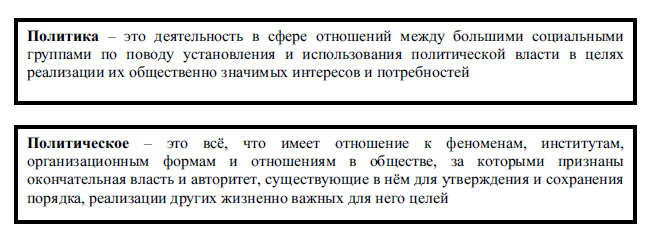 Политика – это деятельность в сфере отношений между большими социальными
группами по поводу установления и использования политической власти в целях
реализации их общественно значимых интересов и потребностей
Политическое – это всё, что имеет отношение к феноменам, институтам,
организационным формам и отношениям в обществе, за которыми признаны
окончательная власть и авторитет, существующие в нём для утверждения и сохранения
порядка, реализации других жизненно важных для него целей